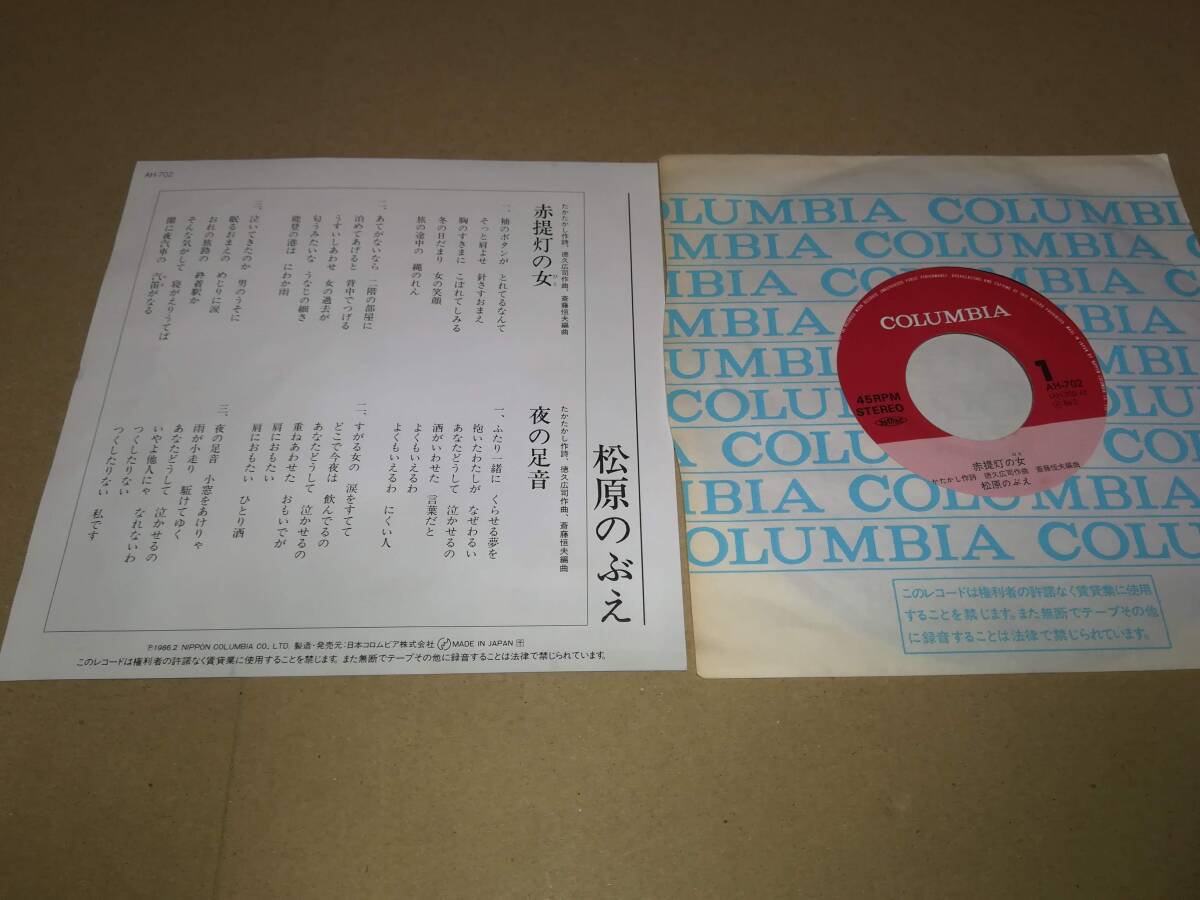 AH-702
松原のぶえ
赤提灯の女
ひと
たかたかし作詩、徳久広司作曲、斎藤恒夫編曲
一、袖のボタンが とれてるなんて
そっと肩よせ 針さすおまえ
胸のすきまに こぼれてしみる
冬の日だまり 女の笑顔
旅の途中の 縄のれん
二、あてがないなら 二階の部屋に
泊めてあげると 背中でつげる
うすいしあわせ 女の過去が
匂うみたいな うなじの細さ
能登の港は にわか雨
三、泣いてきたのか 男のうそに
眠るおまえの めじりに涙
おれの旅路の 終着駅か
そんな気がして 寝がえりうてば
闇に夜汽車の 汽笛がなる
夜の足音
たかたかし作詩、徳久広司作曲、斎藤恒夫編曲
一、ふたり一緒に くらせる夢を
抱いたわたしが なぜわるい
あなたどうして 泣かせるの
酒がいわせた 言葉だと
よくもいえるわ
よくもいえるわ にくい人
二、すがる女の 涙をすてて
どこで今夜は 飲んでるの
あなたどうして 泣かせるの
重ねあわせた おもいでが
肩におもたい
肩におもたい ひとり酒
三、夜の足音 小窓をあけりゃ
雨が小走り 駆けてゆく
あなたどうして 泣かせるの
いやよ他人にゃ なれないわ
つくしたりない
つくしたりない 私です
Ⓟ1986.2 NIPPON COLUMBIA CO., LTD. 製造・発売元:日本コロムビア株式会社 MADE IN JAPAN
このレコードは権利者の許諾なく賃貸業に使用することを禁じます。また無断でテープその他に録音することは法律で禁じられています。
COLUMBIA COLUMBIA
COLUMBIA
COLUMBIA
1
45RPM
STEREO
AH-702
赤提灯の女
かたかし作詩 徳久広司作曲 斎藤恒夫編曲
松原のぶえ
OLUMBIA COLU
このレコードは権利者の許諾なく賃貸業に使用
することを禁じます。また無断でテープその他
に録音することは法律で禁じられています。